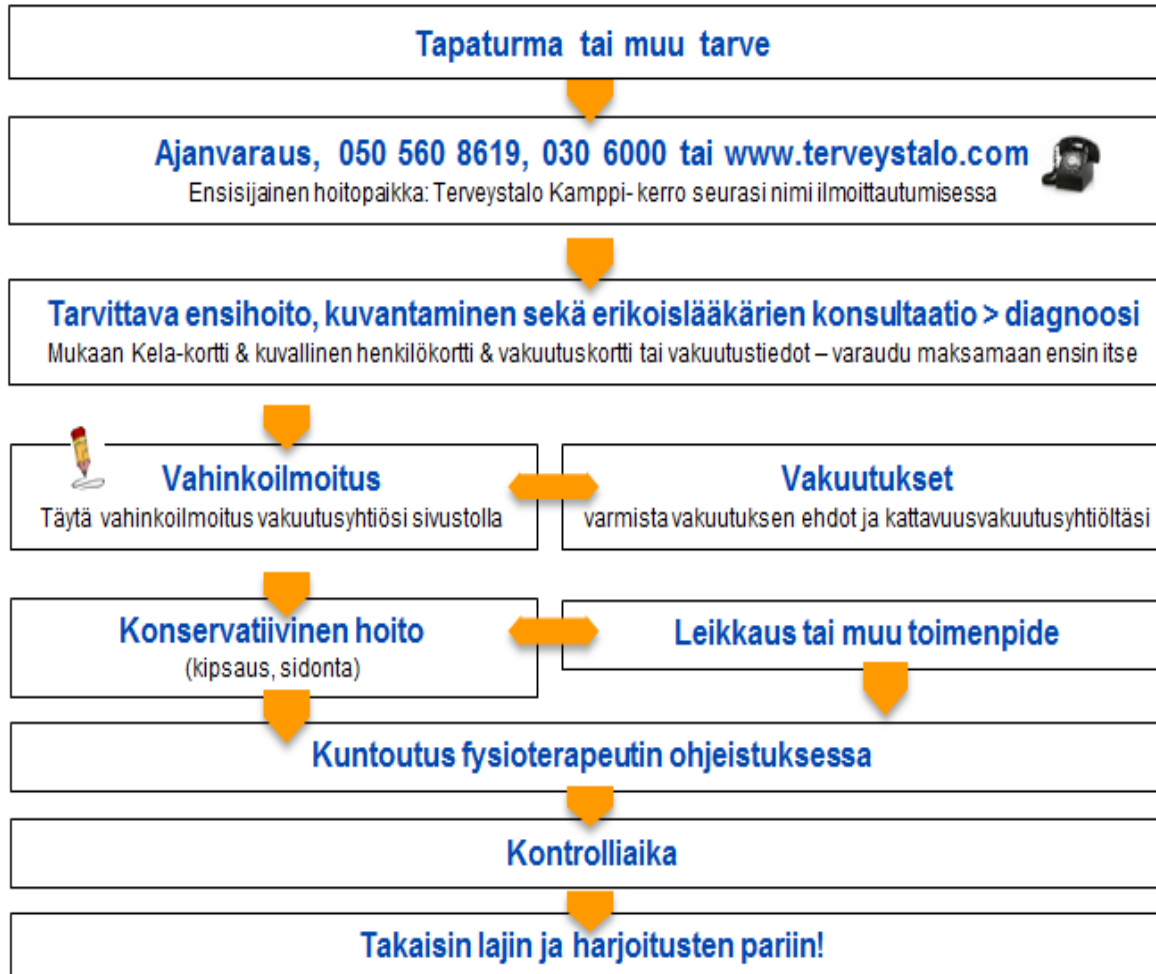 Tapaturma tai muu tarve
Ajanvaraus, 050 560 8619, 030 6000 tai www.terveystalo.com
Ensisijainen hoitopaikka: Terveystalo Kamppi- kerro seurasi nimi ilmoittautumisessa
Tarvittava ensihoito, kuvantaminen sekä erikoislääkärien konsultaatio > diagnoosi
Mukaan Kela-kortti & kuvallinen henkilökortti & vakuutuskortti tai vakuutustiedot – varaudu maksamaan ensin itse
Vahinkoilmoitus
Täytä vahinkoilmoitus vakuutusyhtiösi sivustolla
Vakuutukset
varmista vakuutuksen ehdot ja kattavuusvakuutusyhtiöltäsi
Konservatiivinen hoito
(kipsaus, sidonta)
Leikkaus tai muu toimenpide
Kuntoutus fysioterapeutin ohjeistuksessa
Kontrolliaika
Takaisin lajin ja harjoitusten pariin!